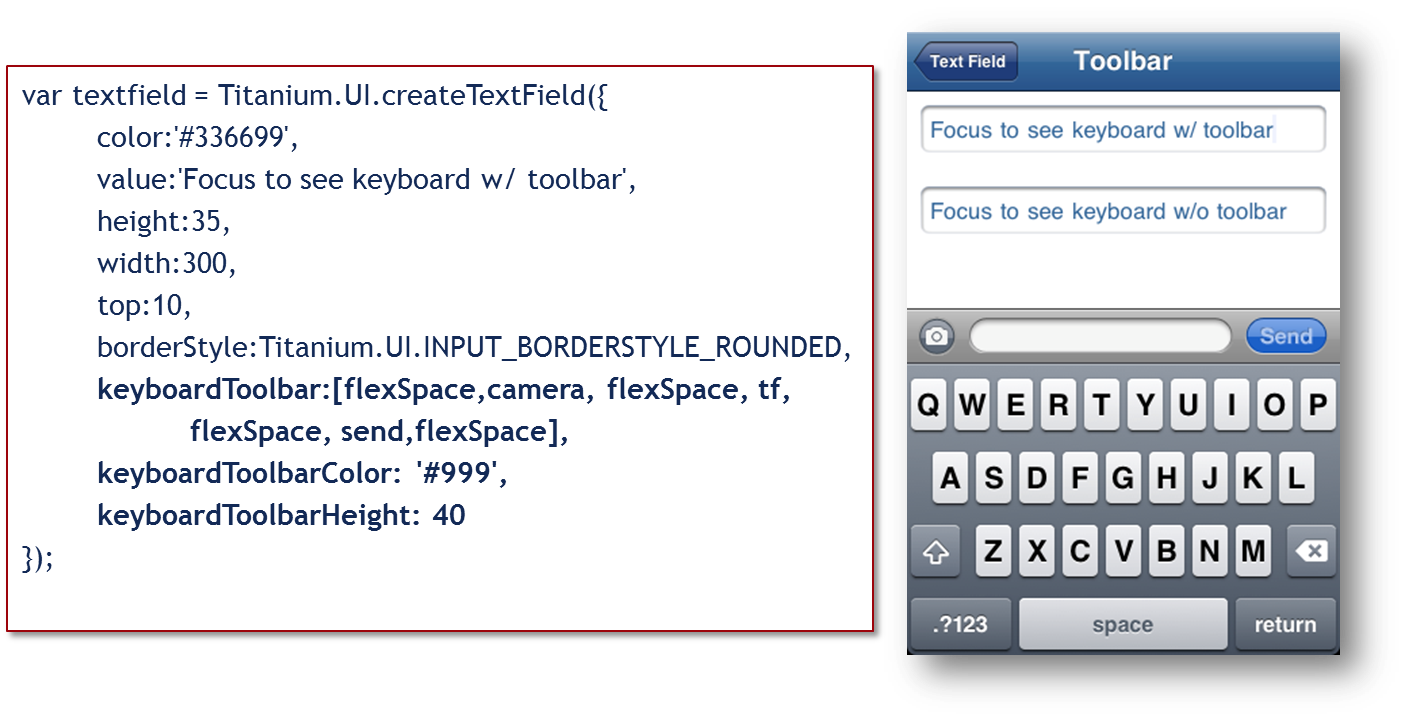 var textfield = Titanium.UI.createTextField({
color:'#336699',
value:'Focus to see keyboard w/ toolbar',
height:35,
width:300,
top:10,
borderStyle:Titanium.UI.INPUT_BORDERSTYLE_ROUNDED,
keyboardToolbar:[flexSpace,camera, flexSpace, tf,
flexSpace, send,flexSpace],
keyboardToolbarColor: '#999',
keyboardToolbarHeight: 40
});
Text Field Toolbar
Focus to see keyboard w/ toolbar
Focus to see keyboard w/o toolbar
Send
Q W E R T Y U I O P
A S D F G H J K L
Z X C V B N M
.?123 space return